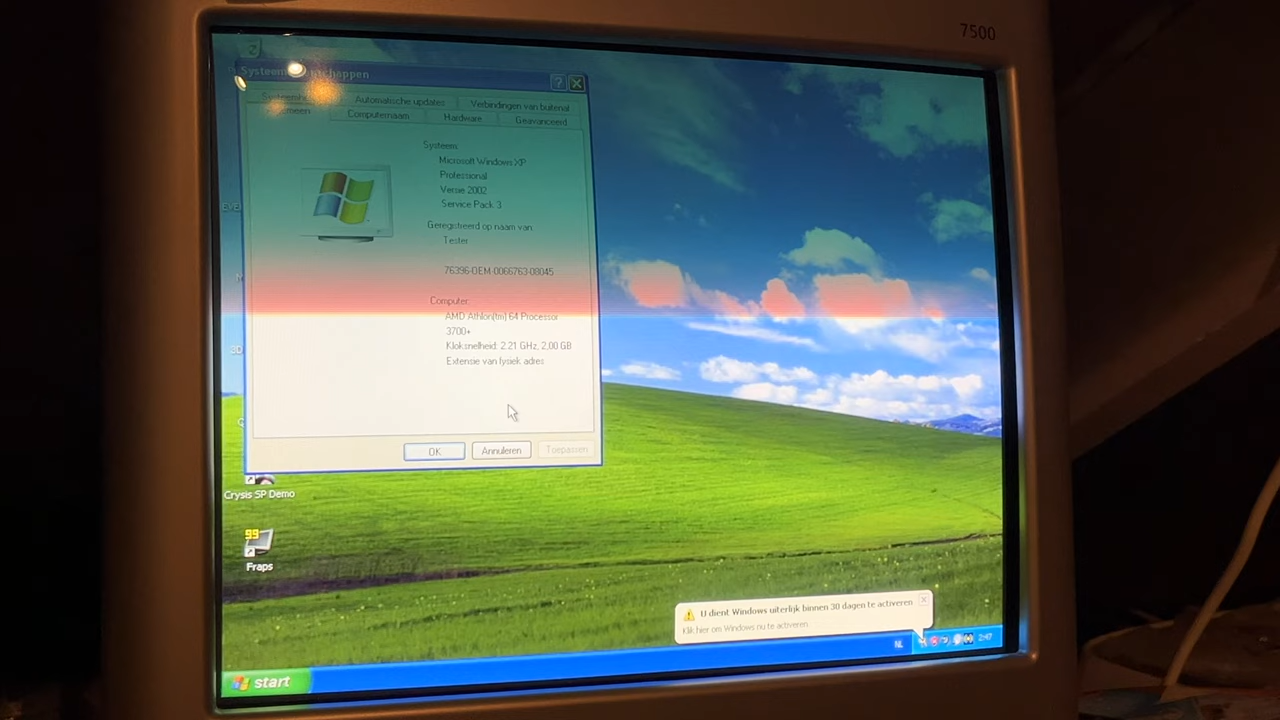 7500
Automatische updates
Verbindingen van buitenaf
Computernaam
Hardware
Geavanceerd
Systeem:
Microsoft Windows XP
Professional
Versie 2002
Service Pack 3
Geregistreerd op naam van:
Tester
76396-OEM-0066763-08045
Computer:
AMD Athlon(tm) 64 Processor
3700+
Kloksnelheid: 2.21 GHz, 2,00 GB
Extensie van fysiek adres
OK
Annuleren
Toepassen
Crysis SP Demo
99
Fraps
U dient Windows uiterlijk binnen 30 dagen te activeren
Klik hier om Windows nu te activeren.
NL
2:47
start